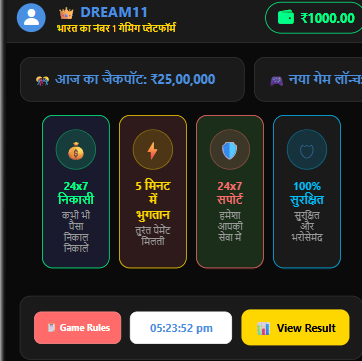 DREAM11
भारत का नंबर 1 गेमिंग प्लेटफॉर्म
₹1000.00
आज का जैकपॉट: ₹25,00,000
नया गेम लॉन्च:
24x7
निकासी
कभी भी
पैसा
निकाल
निकाले
5 मिनट
में
भुगतान
तुरंत पेमेंट
मिलती
24x7
सपोर्ट
हमेशा
आपकी
सेवा में
100%
सुरक्षित
सुरक्षित
और
भरोसेमंद
Game Rules
05:23:52 pm
View Result